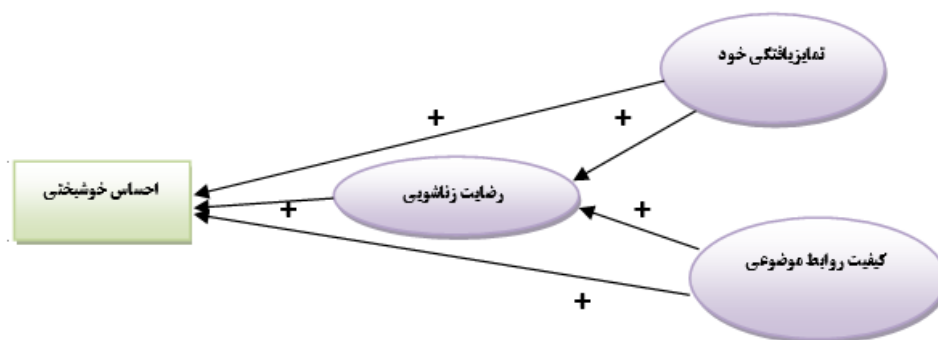 تمایزیافتگی خود
+
+
احساس خوشبختی
رضایت زناشویی
+
+
کیفیت روابط موضوعی
+